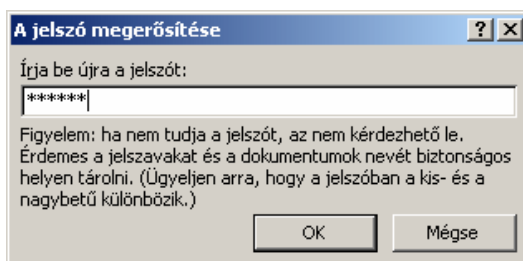 A jelszó megerősítése
Írja be újra a jelszót:
******
Figyelem: ha nem tudja a jelszót, az nem kérdezhető le.
Érdemes a jelszavakat és a dokumentumok nevét biztonságos
helyen tárolni. (Ügyeljen arra, hogy a jelszóban a kis- és a
nagybetű különbözik.)
OK Mégse